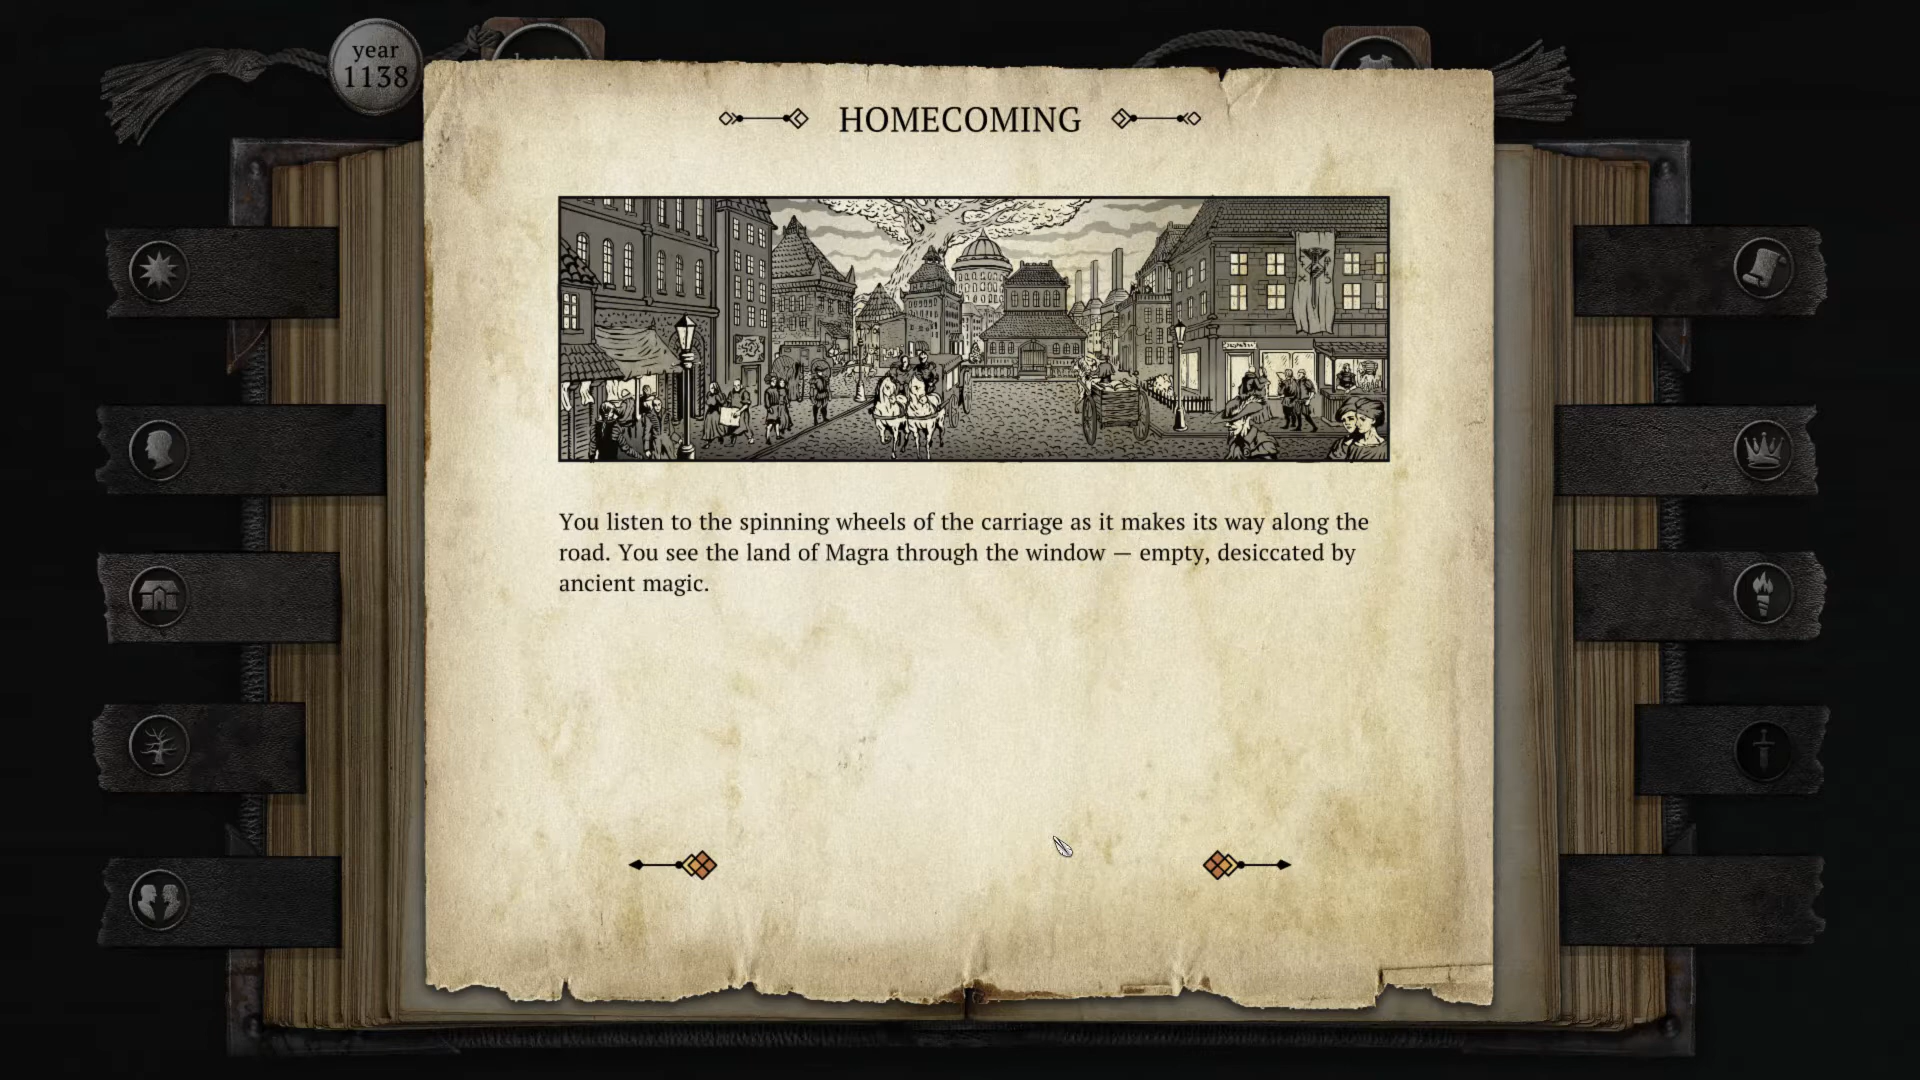 year
1138
HOMECOMING
You listen to the spinning wheels of the carriage as it makes its way along the
road. You see the land of Magra through the window — empty, desiccated by
ancient magic.